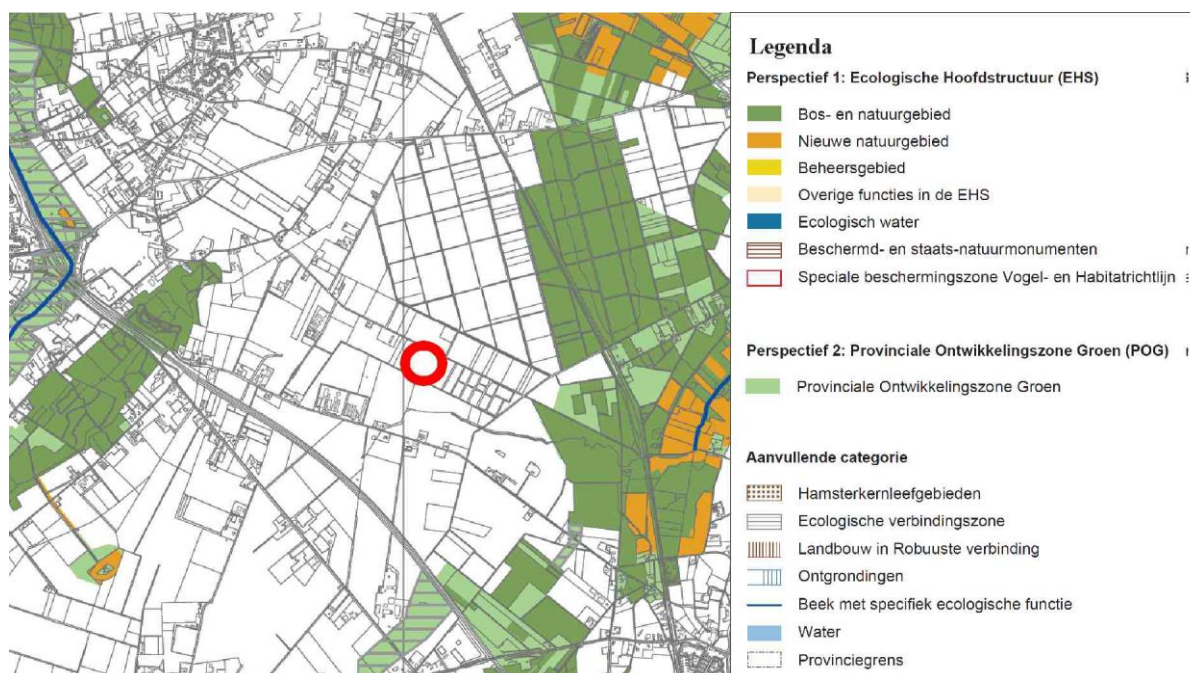 Legenda
Perspectief 1: Ecologische Hoofdstructuur (EHS)
Bos- en natuurgebied
Nieuwe natuurgebied
Beheersgebied
Overige functies in de EHS
Ecologisch water
Beschermd- en staats-natuurmonumenten
Speciale beschermingszone Vogel- en Habitatrichtlijn
Perspectief 2: Provinciale Ontwikkelingszone Groen (POG)
Provinciale Ontwikkelingszone Groen
Aanvullende categorie
Hamsterkernleefgebieden
Ecologische verbindingszone
Landbouw in Robuuste verbinding
Ontgrondingen
Beek met specifiek ecologische functie
Water
Provinciegrens